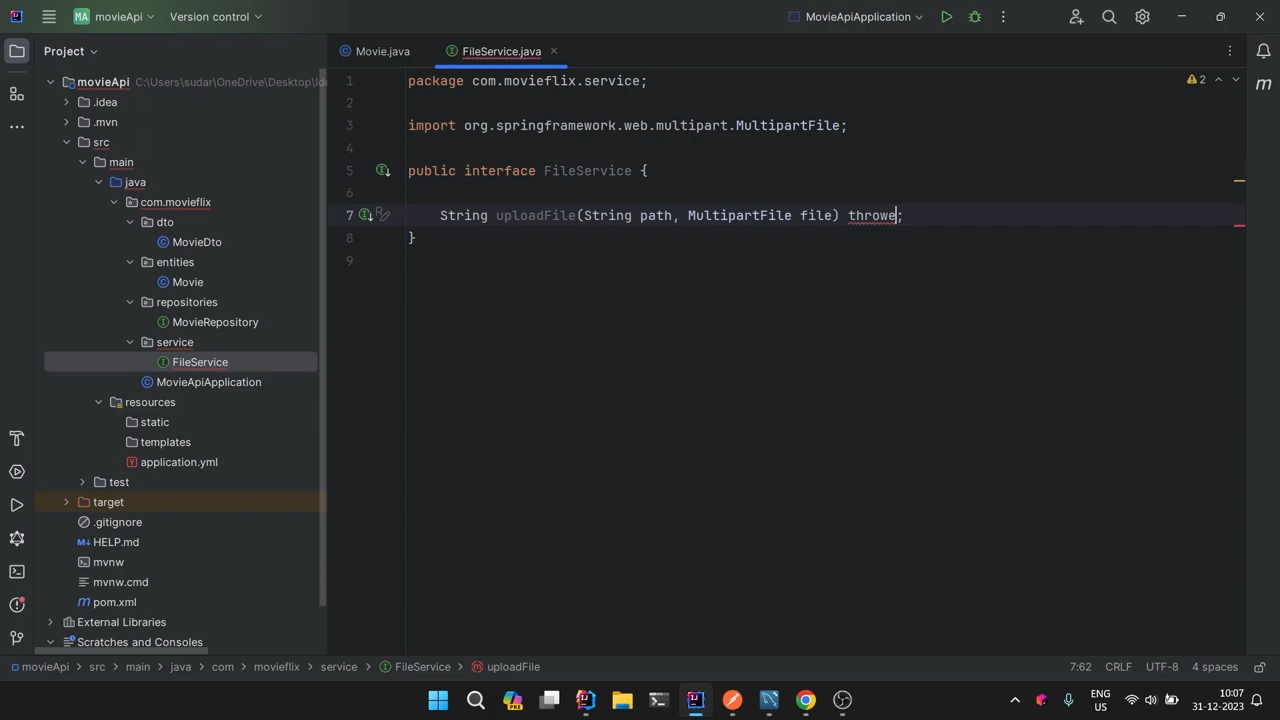 MA movieApi Version control MovieApiApplication
Project
Movie.java FileService.java
movieApi C:\Users\sudar\OneDrive\Desktop\Ide
.idea
.mvn
src
main
java
com.movieflix
dto
MovieDto
entities
Movie
repositories
MovieRepository
service
FileService
MovieApiApplication
resources
static
templates
application.yml
test
target
.gitignore
HELP.md
mvnw
mvnw.cmd
pom.xml
External Libraries
Scratches and Consoles
1 package com.movieflix.service;
2
3 import org.springframework.web.multipart.MultipartFile;
4
5 public interface FileService {
6
7 String uploadFile(String path, MultipartFile file) throwe;
8 }
9
2
m
movieApi src main java com movieflix service FileService uploadFile 7:62 CRLF UTF-8 4 spaces
PRE
ENG
US
10:07
31-12-2023